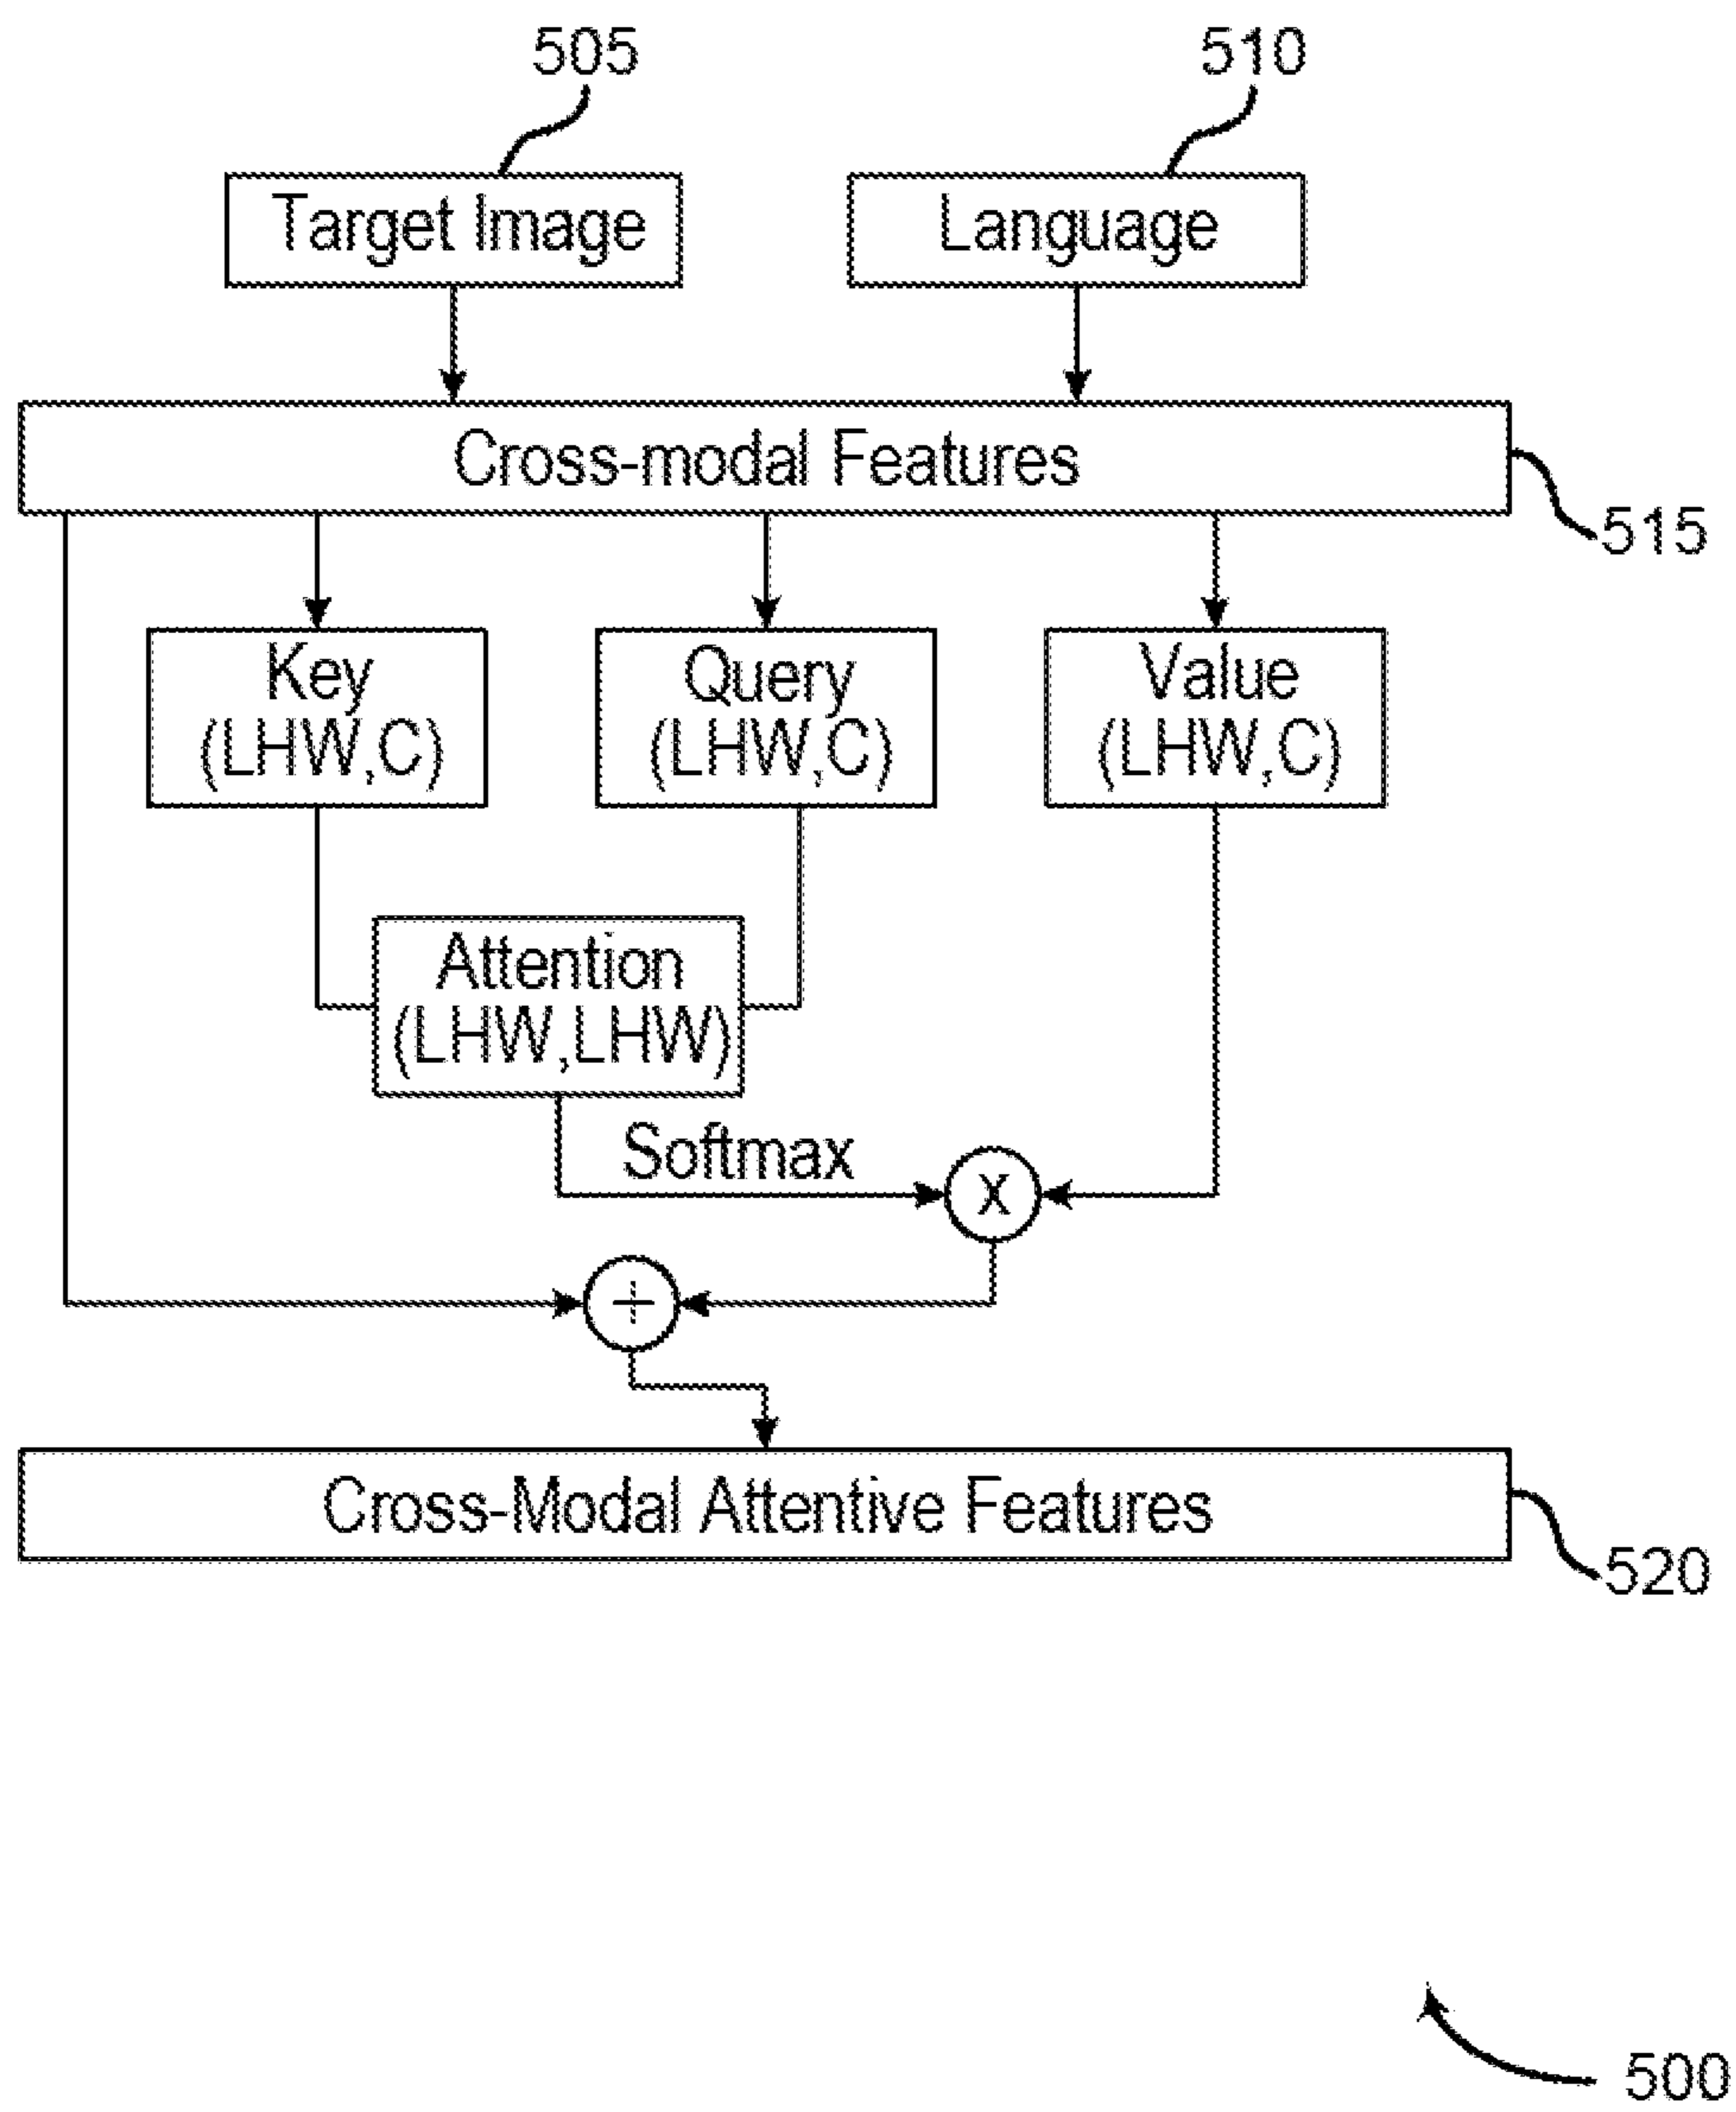 505
510
Target Image
Language
Cross-modal Features
515
Key
(LHW,C)
Query
(LHW,C)
Value
(LHW,C)
Attention
(LHW,LHW)
Softmax
X
+
Cross-Modal Attentive Features
520
500